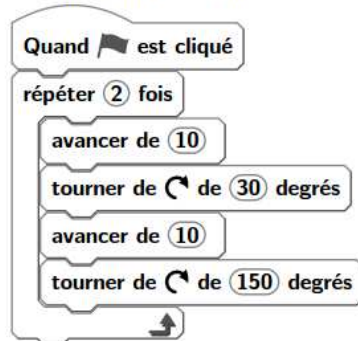 Quand est cliqué
répéter 2 fois
avancer de 10
tourner de de 30 degrés
avancer de 10
tourner de de 150 degrés